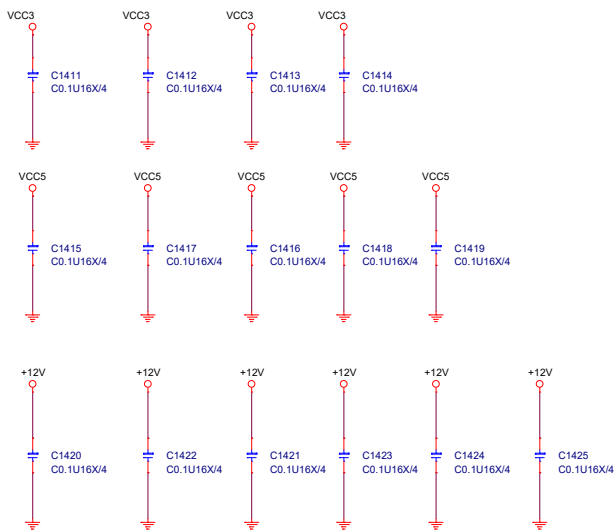 VCC3 VCC3 VCC3 VCC3
C1411 C1412 C1413 C1414
C0.1U16X/4 C0.1U16X/4 C0.1U16X/4 C0.1U16X/4
VCC5 VCC5 VCC5 VCC5 VCC5
C1415 C1417 C1416 C1418 C1419
C0.1U16X/4 C0.1U16X/4 C0.1U16X/4 C0.1U16X/4 C0.1U16X/4
+12V +12V +12V +12V +12V +12V
C1420 C1422 C1421 C1423 C1424 C1425
C0.1U16X/4 C0.1U16X/4 C0.1U16X/4 C0.1U16X/4 C0.1U16X/4 C0.1U16X/4